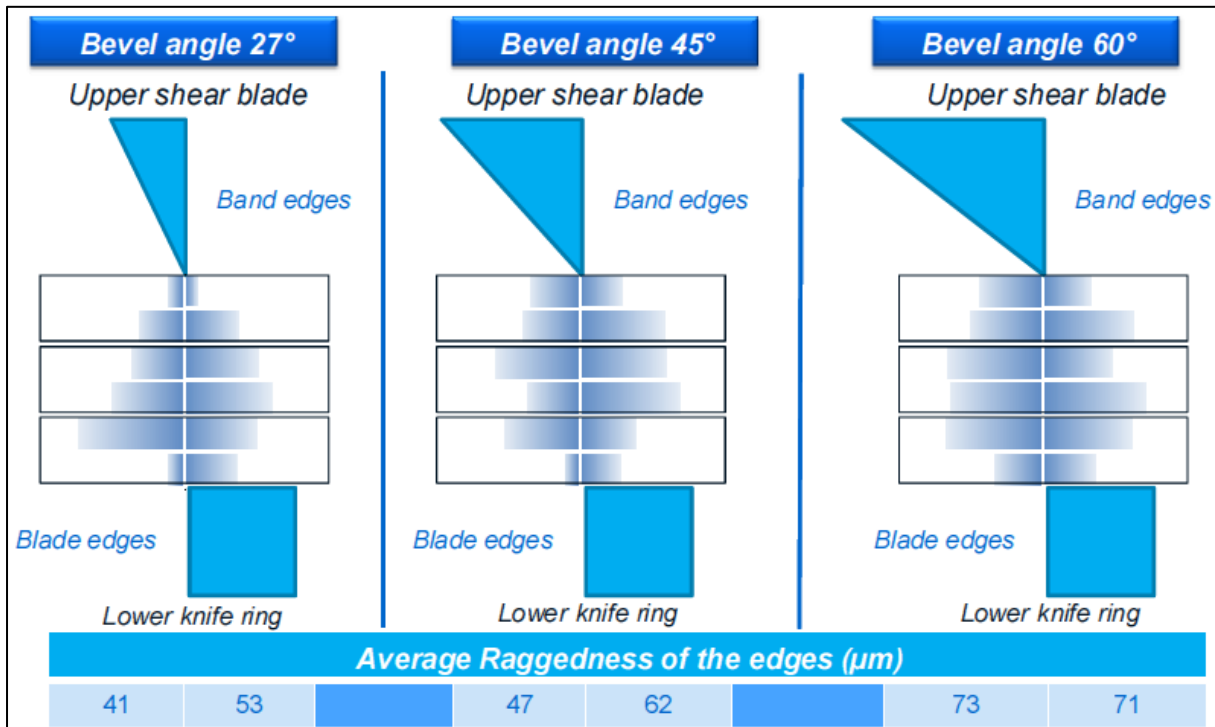 Bevel angle 27°
Bevel angle 45°
Bevel angle 60°
Upper shear blade
Upper shear blade
Upper shear blade
Band edges
Band edges
Band edges
Blade edges
Blade edges
Blade edges
Lower knife ring
Lower knife ring
Lower knife ring
Average Raggedness of the edges (µm)
41 53 47 62 73 71